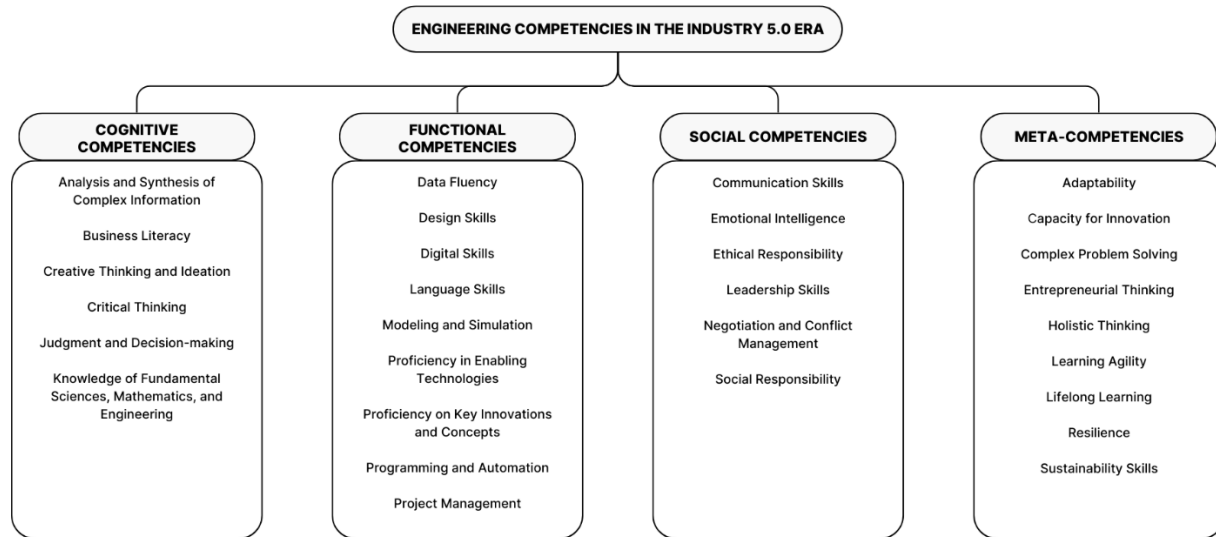 ENGINEERING COMPETENCIES IN THE INDUSTRY 5.0 ERA
COGNITIVE
COMPETENCIES
Analysis and Synthesis of
Complex Information
Business Literacy
Creative Thinking and Ideation
Critical Thinking
Judgment and Decision-making
Knowledge of Fundamental
Sciences, Mathematics, and
Engineering
FUNCTIONAL
COMPETENCIES
Data Fluency
Design Skills
Digital Skills
Language Skills
Modeling and Simulation
Proficiency in Enabling
Technologies
Proficiency on Key Innovations
and Concepts
Programming and Automation
Project Management
SOCIAL COMPETENCIES
Communication Skills
Emotional Intelligence
Ethical Responsibility
Leadership Skills
Negotiation and Conflict
Management
Social Responsibility
META-COMPETENCIES
Adaptability
Capacity for Innovation
Complex Problem Solving
Entrepreneurial Thinking
Holistic Thinking
Learning Agility
Lifelong Learning
Resilience
Sustainability Skills